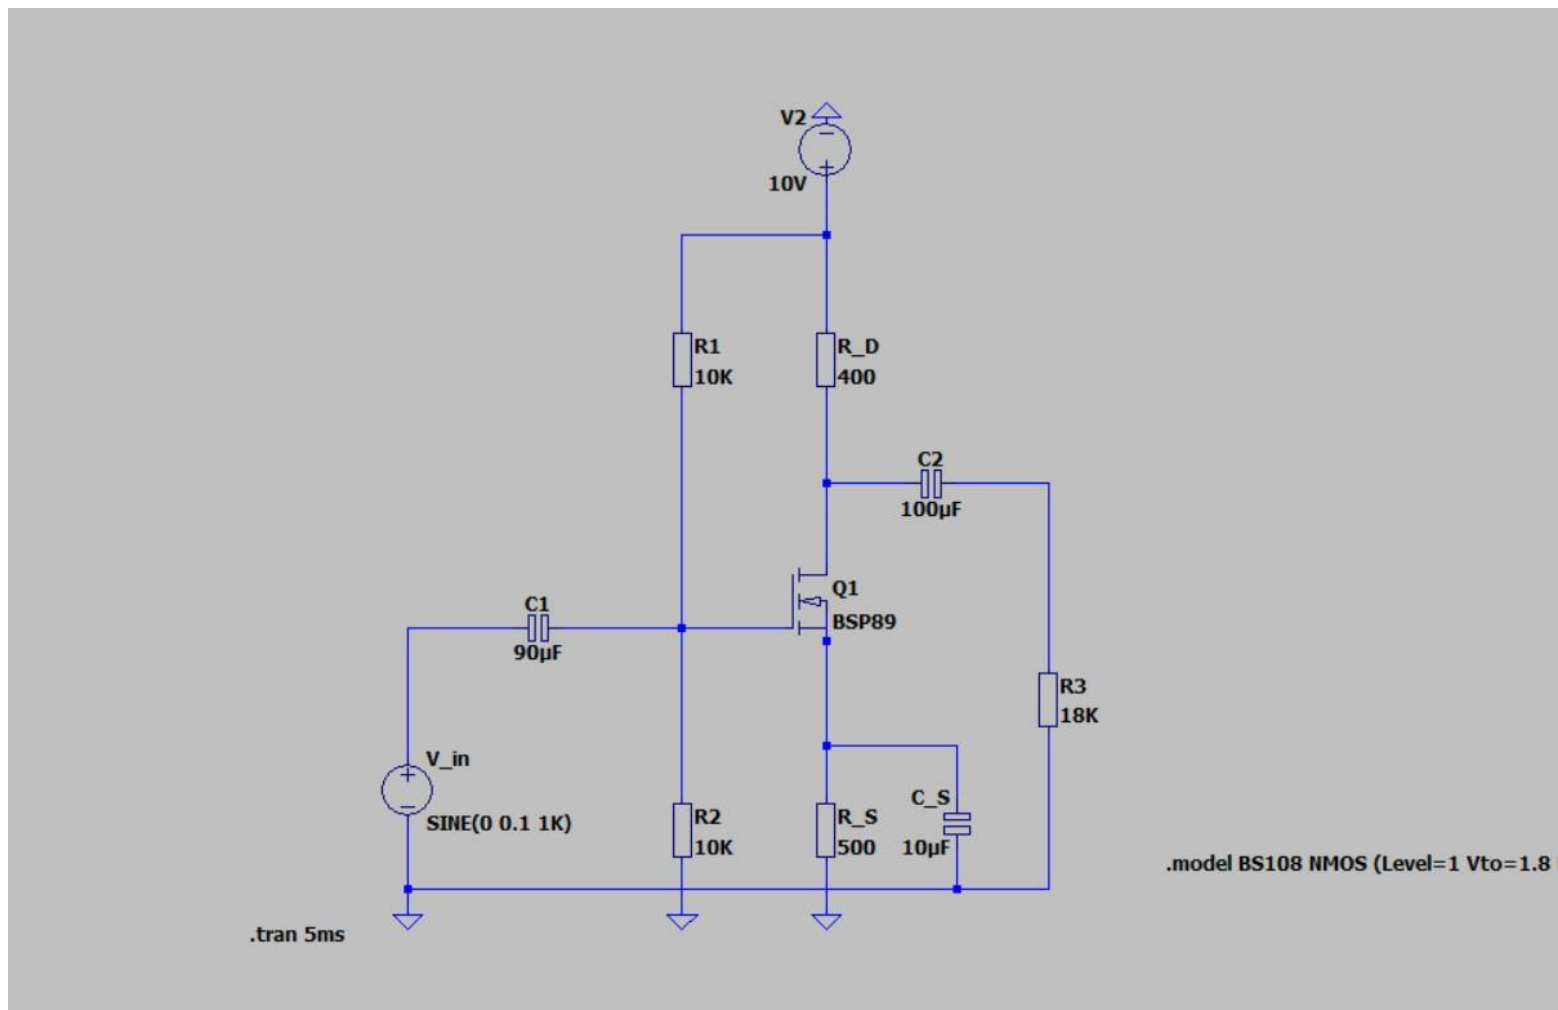 V2
10V
R1
10K
R_D
400
C2
100µF
Q1
BSP89
C1
90µF
R3
18K
V_in
SINE(0 0.1 1K)
R2
10K
R_S
500
C_S
10µF
.model BS108 NMOS (Level=1 Vto=1.8
.tran 5ms